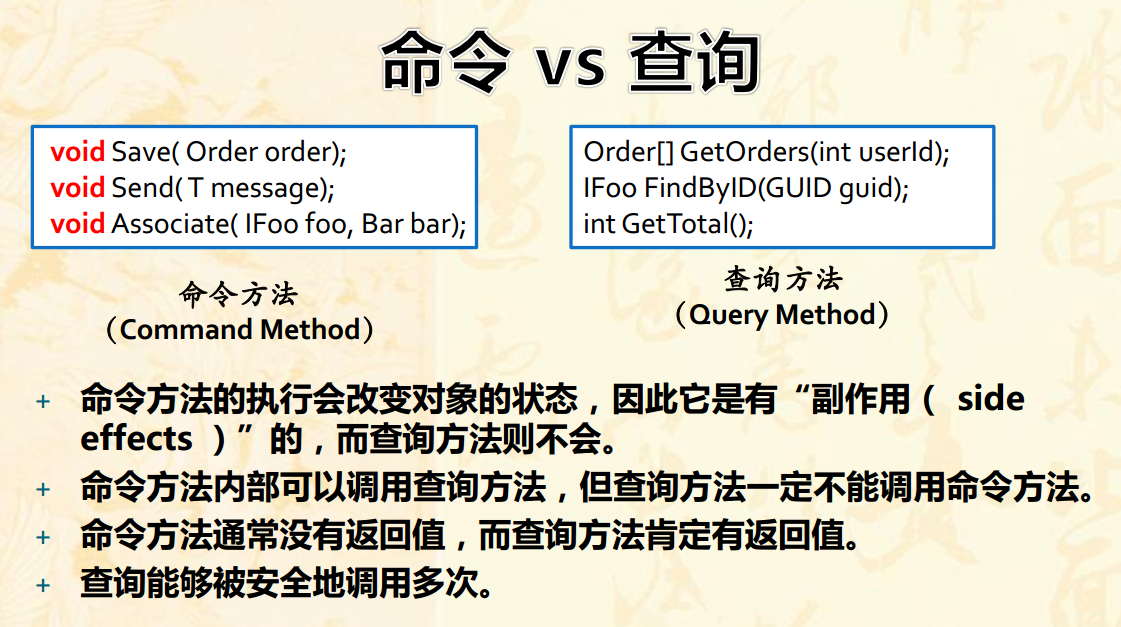 命令 vs 查询
void Save( Order order);
void Send( T message);
void Associate( IFoo foo, Bar bar);
Order[] GetOrders(int userId);
IFoo FindByID(GUID guid);
int GetTotal();
命令方法
（Command Method）
查询方法
（Query Method）
+ 命令方法的执行会改变对象的状态，因此它是有“副作用（ side
effects ）”的，而查询方法则不会。
+ 命令方法内部可以调用查询方法，但查询方法一定不能调用命令方法。
+ 命令方法通常没有返回值，而查询方法肯定有返回值。
+ 查询能够被安全地调用多次。